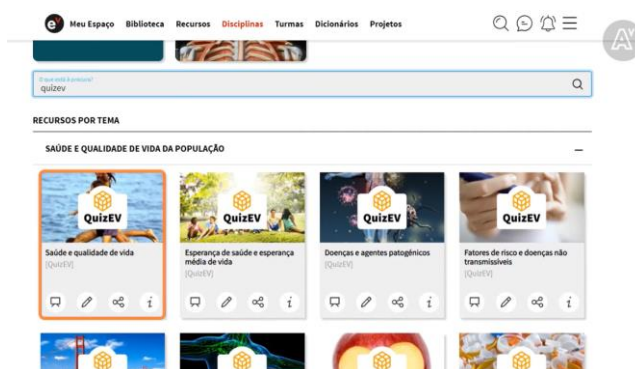 ev Meu Espaço Biblioteca Recursos Disciplinas Turmas Dicionários Projetos
AV
O que está à procura?
quizev
RECURSOS POR TEMA
SAÚDE E QUALIDADE DE VIDA DA POPULAÇÃO
QuizEV QuizEV QuizEV QuizEV
Saúde e qualidade de vida
[QuizEV]
Esperança de saúde e esperança
média de vida
[QuizEV]
Doenças e agentes patogénicos
[QuizEV]
Fatores de risco e doenças não
transmissíveis
[QuizEV]